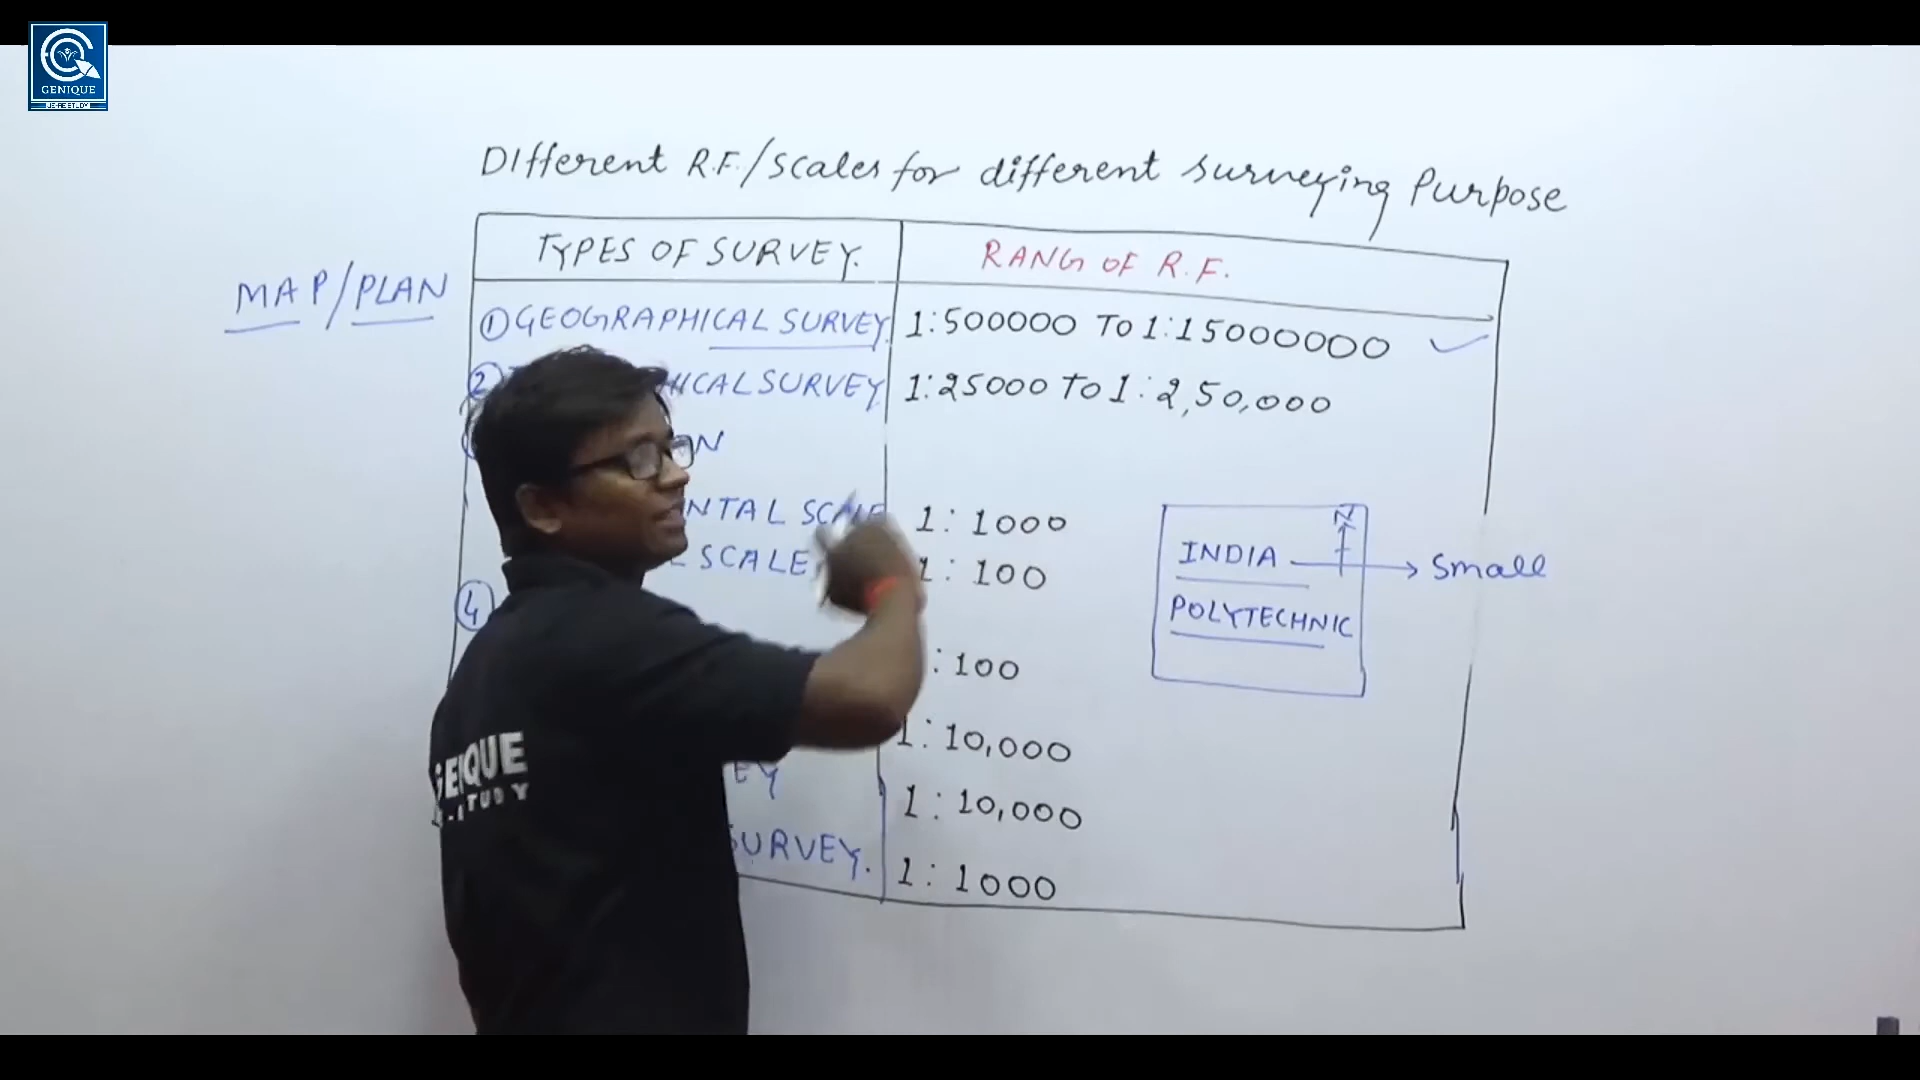 GENIQUE
Different R.F./Scales for different surveying Purpose
TYPES OF SURVEY.
RANG OF R.F.
MAP/PLAN
① GEOGRAPHICAL SURVEY.
1:500000 To 1:15000000
②
HICAL SURVEY.
1:25000 To 1:2,50,000
N
NTAL SCALE
1:1000
L SCALE
1:100
INDIA → Small
N
POLYTECHNIC
④
:100
1:10,000
EY
1:10,000
SURVEY.
1:1000